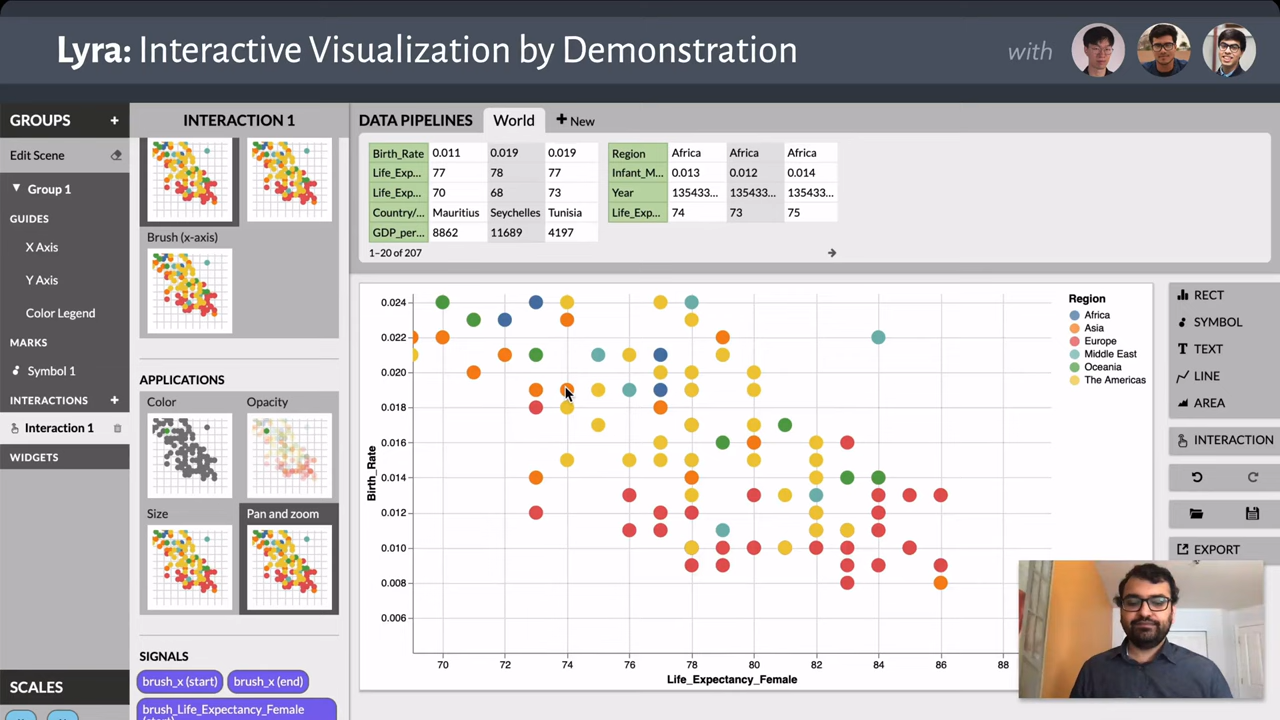 Lyra: Interactive Visualization by Demonstration
with
GROUPS +
Edit Scene
Group 1
GUIDES
X Axis
Y Axis
Color Legend
MARKS
Symbol 1
INTERACTIONS +
Interaction 1
WIDGETS
SCALES
INTERACTION 1
Brush (x-axis)
APPLICATIONS
Color Opacity
Size Pan and zoom
SIGNALS
brush_x (start) brush_x (end)
brush_Life_Expectancy_Female
DATA PIPELINES World + New
Birth_Rate 0.011 0.019 0.019
Life_Exp... 77 78 77
Life_Exp... 70 68 73
Country/... Mauritius Seychelles Tunisia
GDP_per... 8862 11689 4197
Region Africa Africa Africa
Infant_M... 0.013 0.012 0.014
Year 135433... 135433... 135433...
Life_Exp... 74 73 75
1–20 of 207
Birth_Rate
0.024
0.022
0.020
0.018
0.016
0.014
0.012
0.010
0.008
0.006
70 72 74 76 78 80 82 84 86 88
Life_Expectancy_Female
Region
Africa
Asia
Europe
Middle East
Oceania
The Americas
RECT
SYMBOL
TEXT
LINE
AREA
INTERACTION
EXPORT